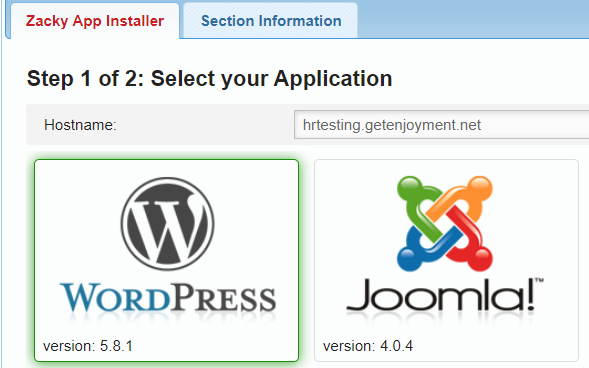 Zacky App Installer
Section Information
Step 1 of 2: Select your Application
Hostname: hrtesting.getenjoyment.net
W
WORDPRESS
Joomla!™
version: 5.8.1
version: 4.0.4